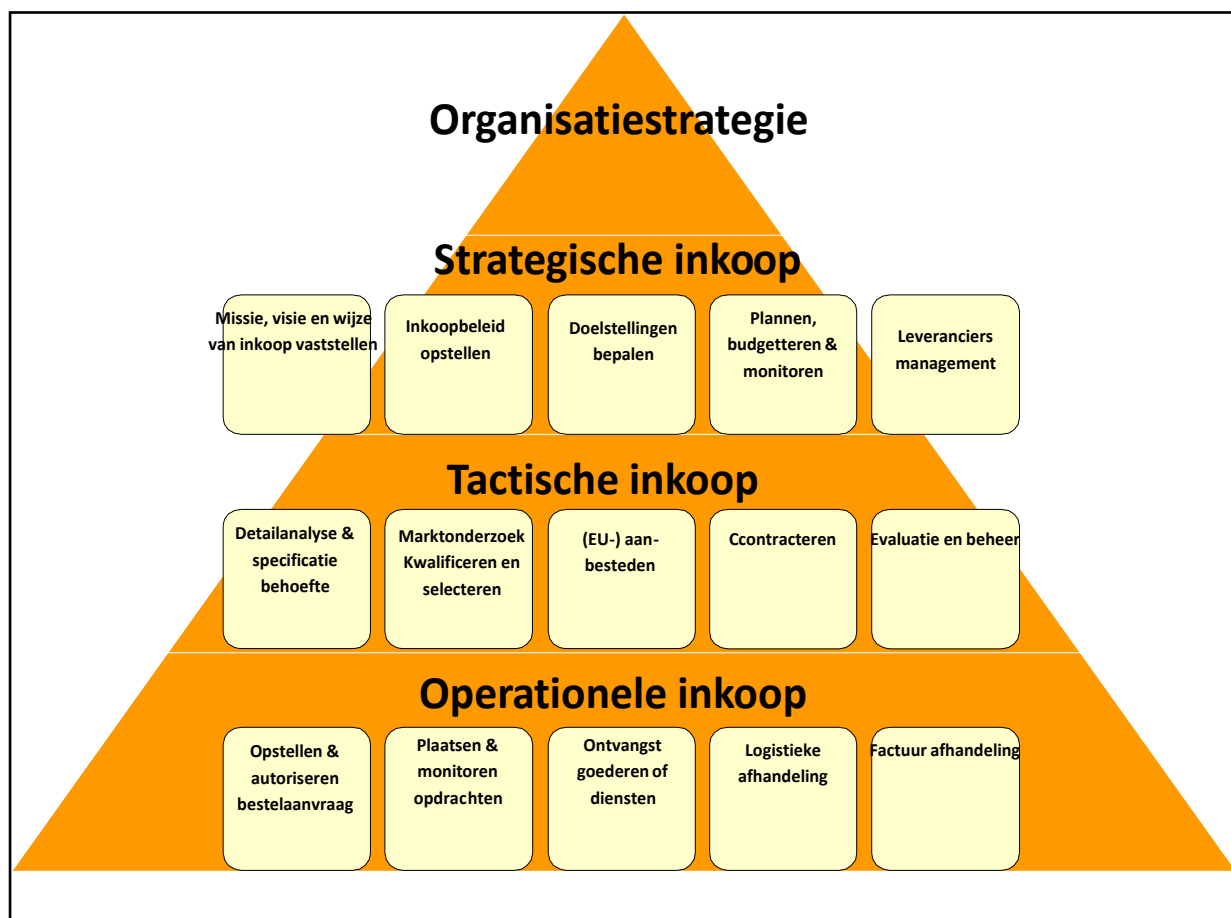 Organisatiestrategie
Strategische inkoop
Missie, visie en wijze
van inkoop vaststellen
Inkoopbeleid
opstellen
Doelstellingen
bepalen
Plannen,
budgetteren &
monitoren
Leveranciers
management
Tactische inkoop
Detailanalyse &
specificatie
behoefte
Marktonderzoek
Kwalificeren en
selecteren
(EU-) aan-
besteden
Ccontracteren
Evaluatie en beheer
Operationele inkoop
Opstellen &
autoriseren
bestelaanvraag
Plaatsen &
monitoren
opdrachten
Ontvangst
goederen of
diensten
Logistieke
afhandeling
Factuur afhandeling